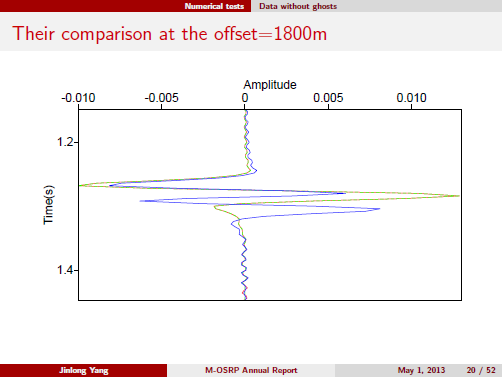 Numerical tests Data without ghosts
Their comparison at the offset=1800m
Amplitude
-0.010 -0.005 0 0.005 0.010
1.2
Time(s)
1.4
Jinlong Yang M-OSRP Annual Report May 1, 2013 20 / 52